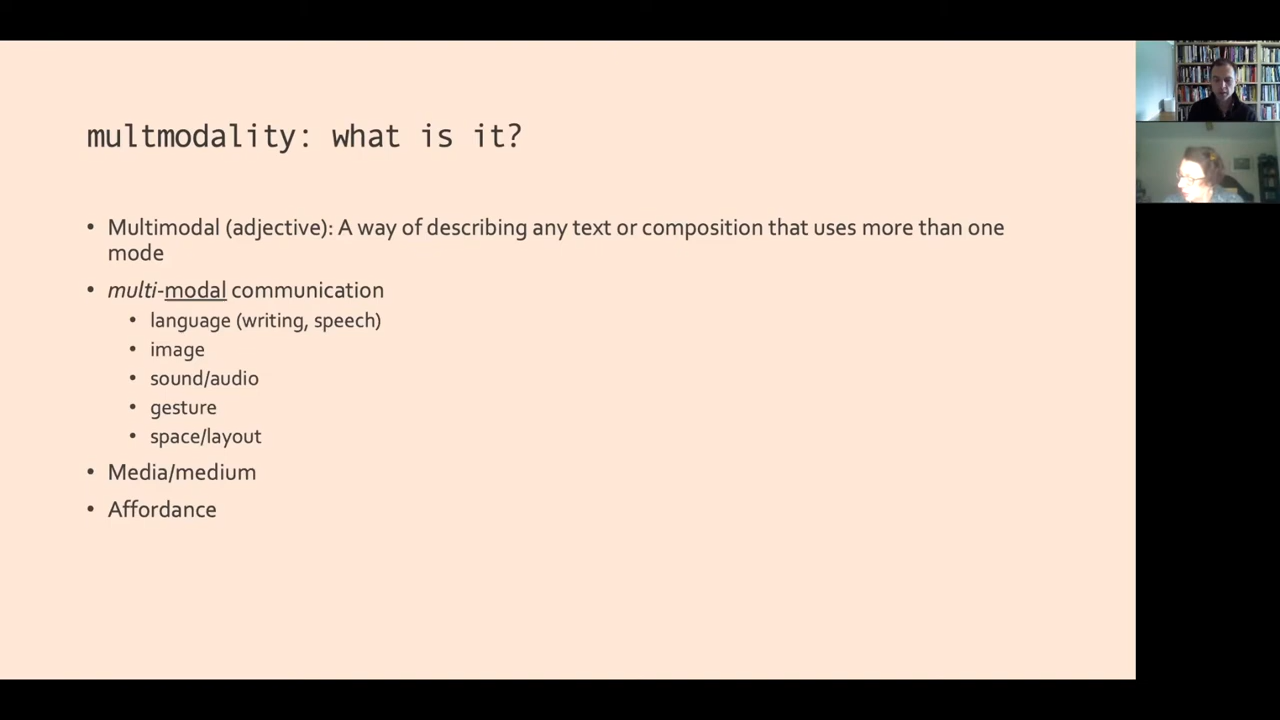 multmodality: what is it?
• Multimodal (adjective): A way of describing any text or composition that uses more than one
mode
• multi-modal communication
• language (writing, speech)
• image
• sound/audio
• gesture
• space/layout
• Media/medium
• Affordance